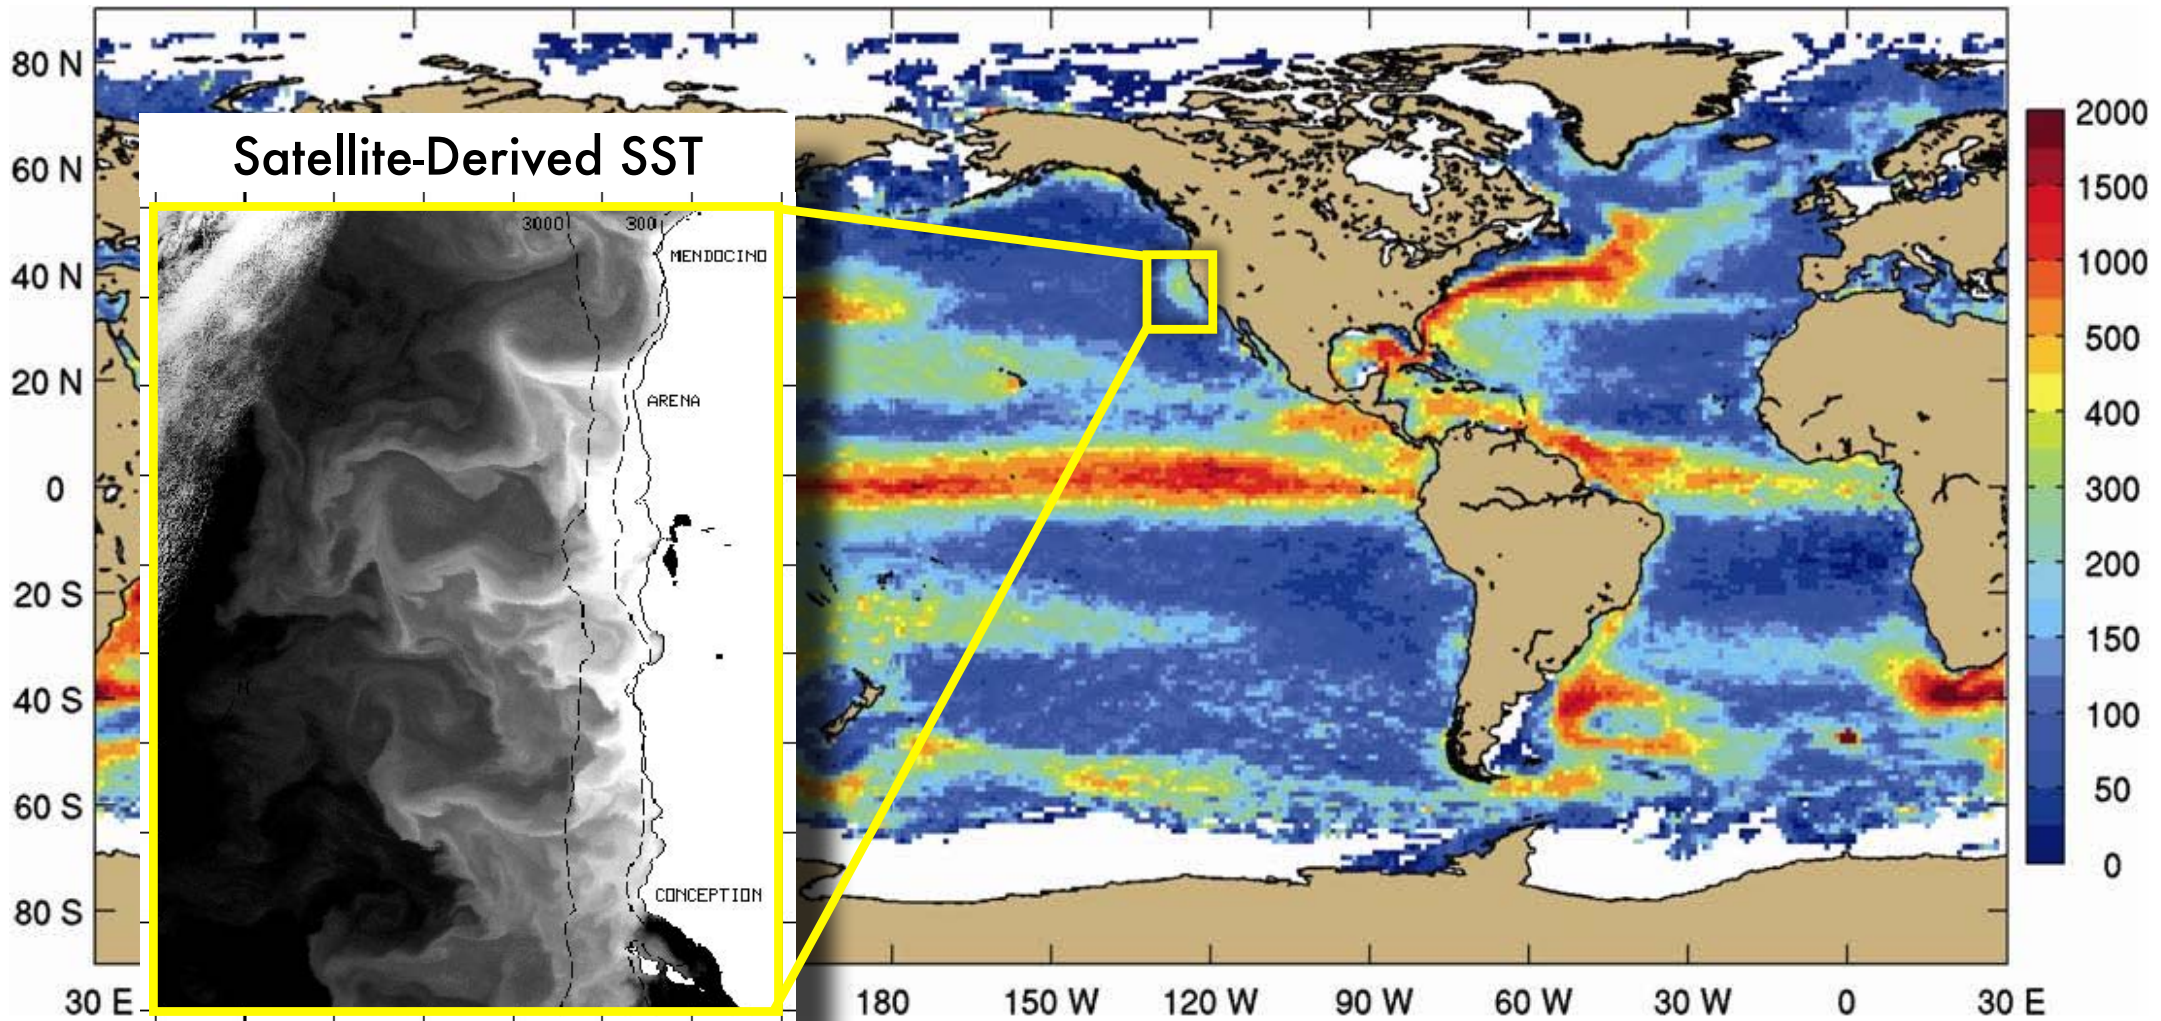 80 N
60 N
40 N
20 N
0
20 S
40 S
60 S
80 S
30 E
180
150 W
120 W
90 W
60 W
30 W
0
30 E
Satellite-Derived SST
3000
300
MENDOCINO
ARENA
CONCEPTION
2000
1500
1000
500
400
300
200
150
100
50
0